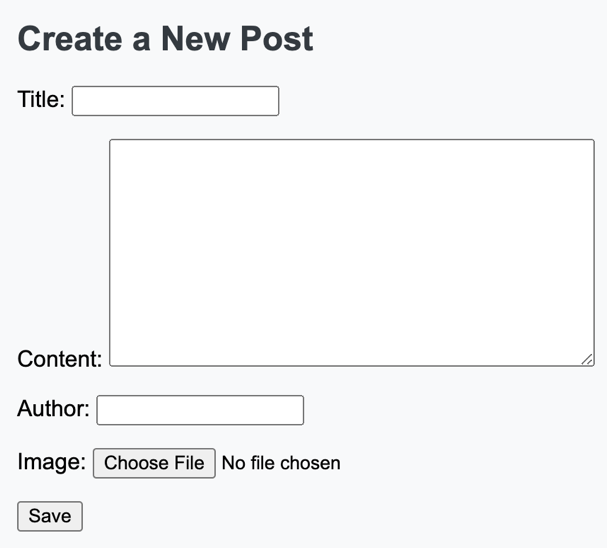 Create a New Post
Title:
Content:
Author:
Image: Choose File No file chosen
Save